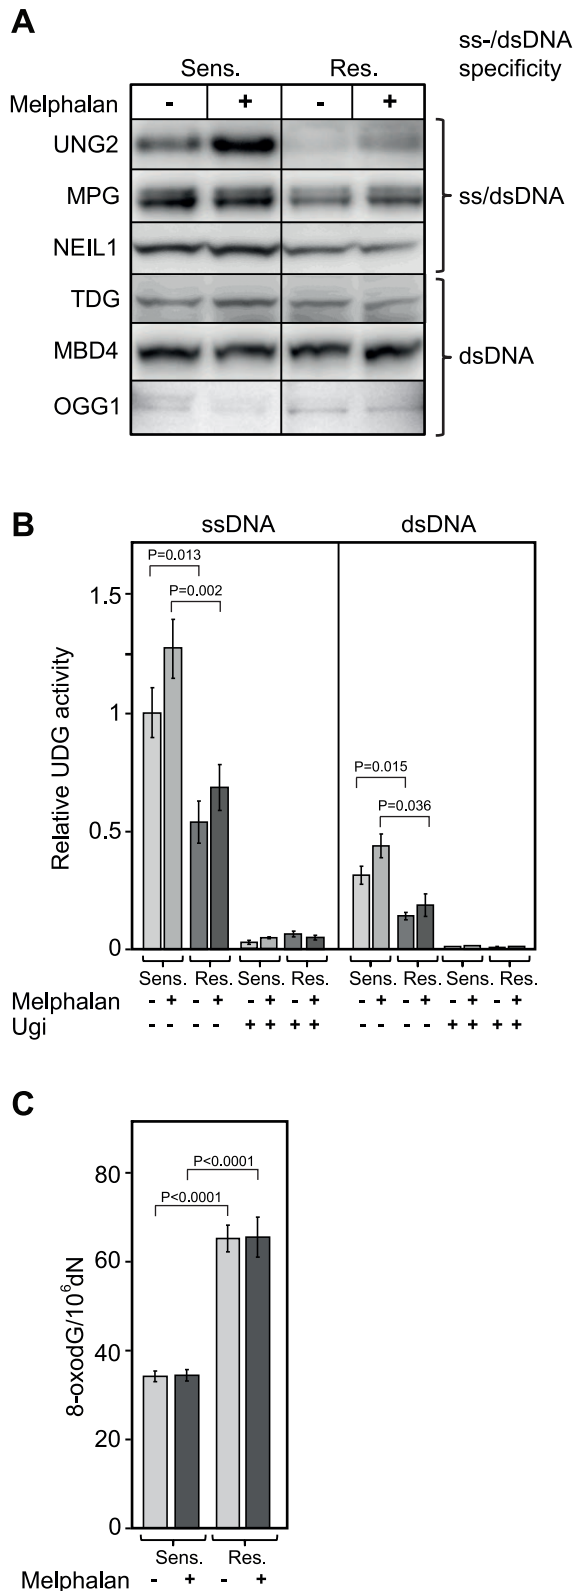 A
ss-/dsDNA
specificity
Sens. Res.
Melphalan - + - +
UNG2
MPG
ss/dsDNA
NEIL1
TDG
MBD4
dsDNA
OGG1
B
ssDNA dsDNA
P=0.013
P=0.002
P=0.015
P=0.036
Relative UDG activity
1.5
1
0.5
0
Sens. Res. Sens. Res. Sens. Res. Sens. Res.
Melphalan - + - + - + - + - + - + - + - +
Ugi - - - - + + + + - - - - + + + +
C
P<0.0001
P<0.0001
8-oxodG/10⁶dN
80
60
40
20
0
Sens. Res.
Melphalan - + - +